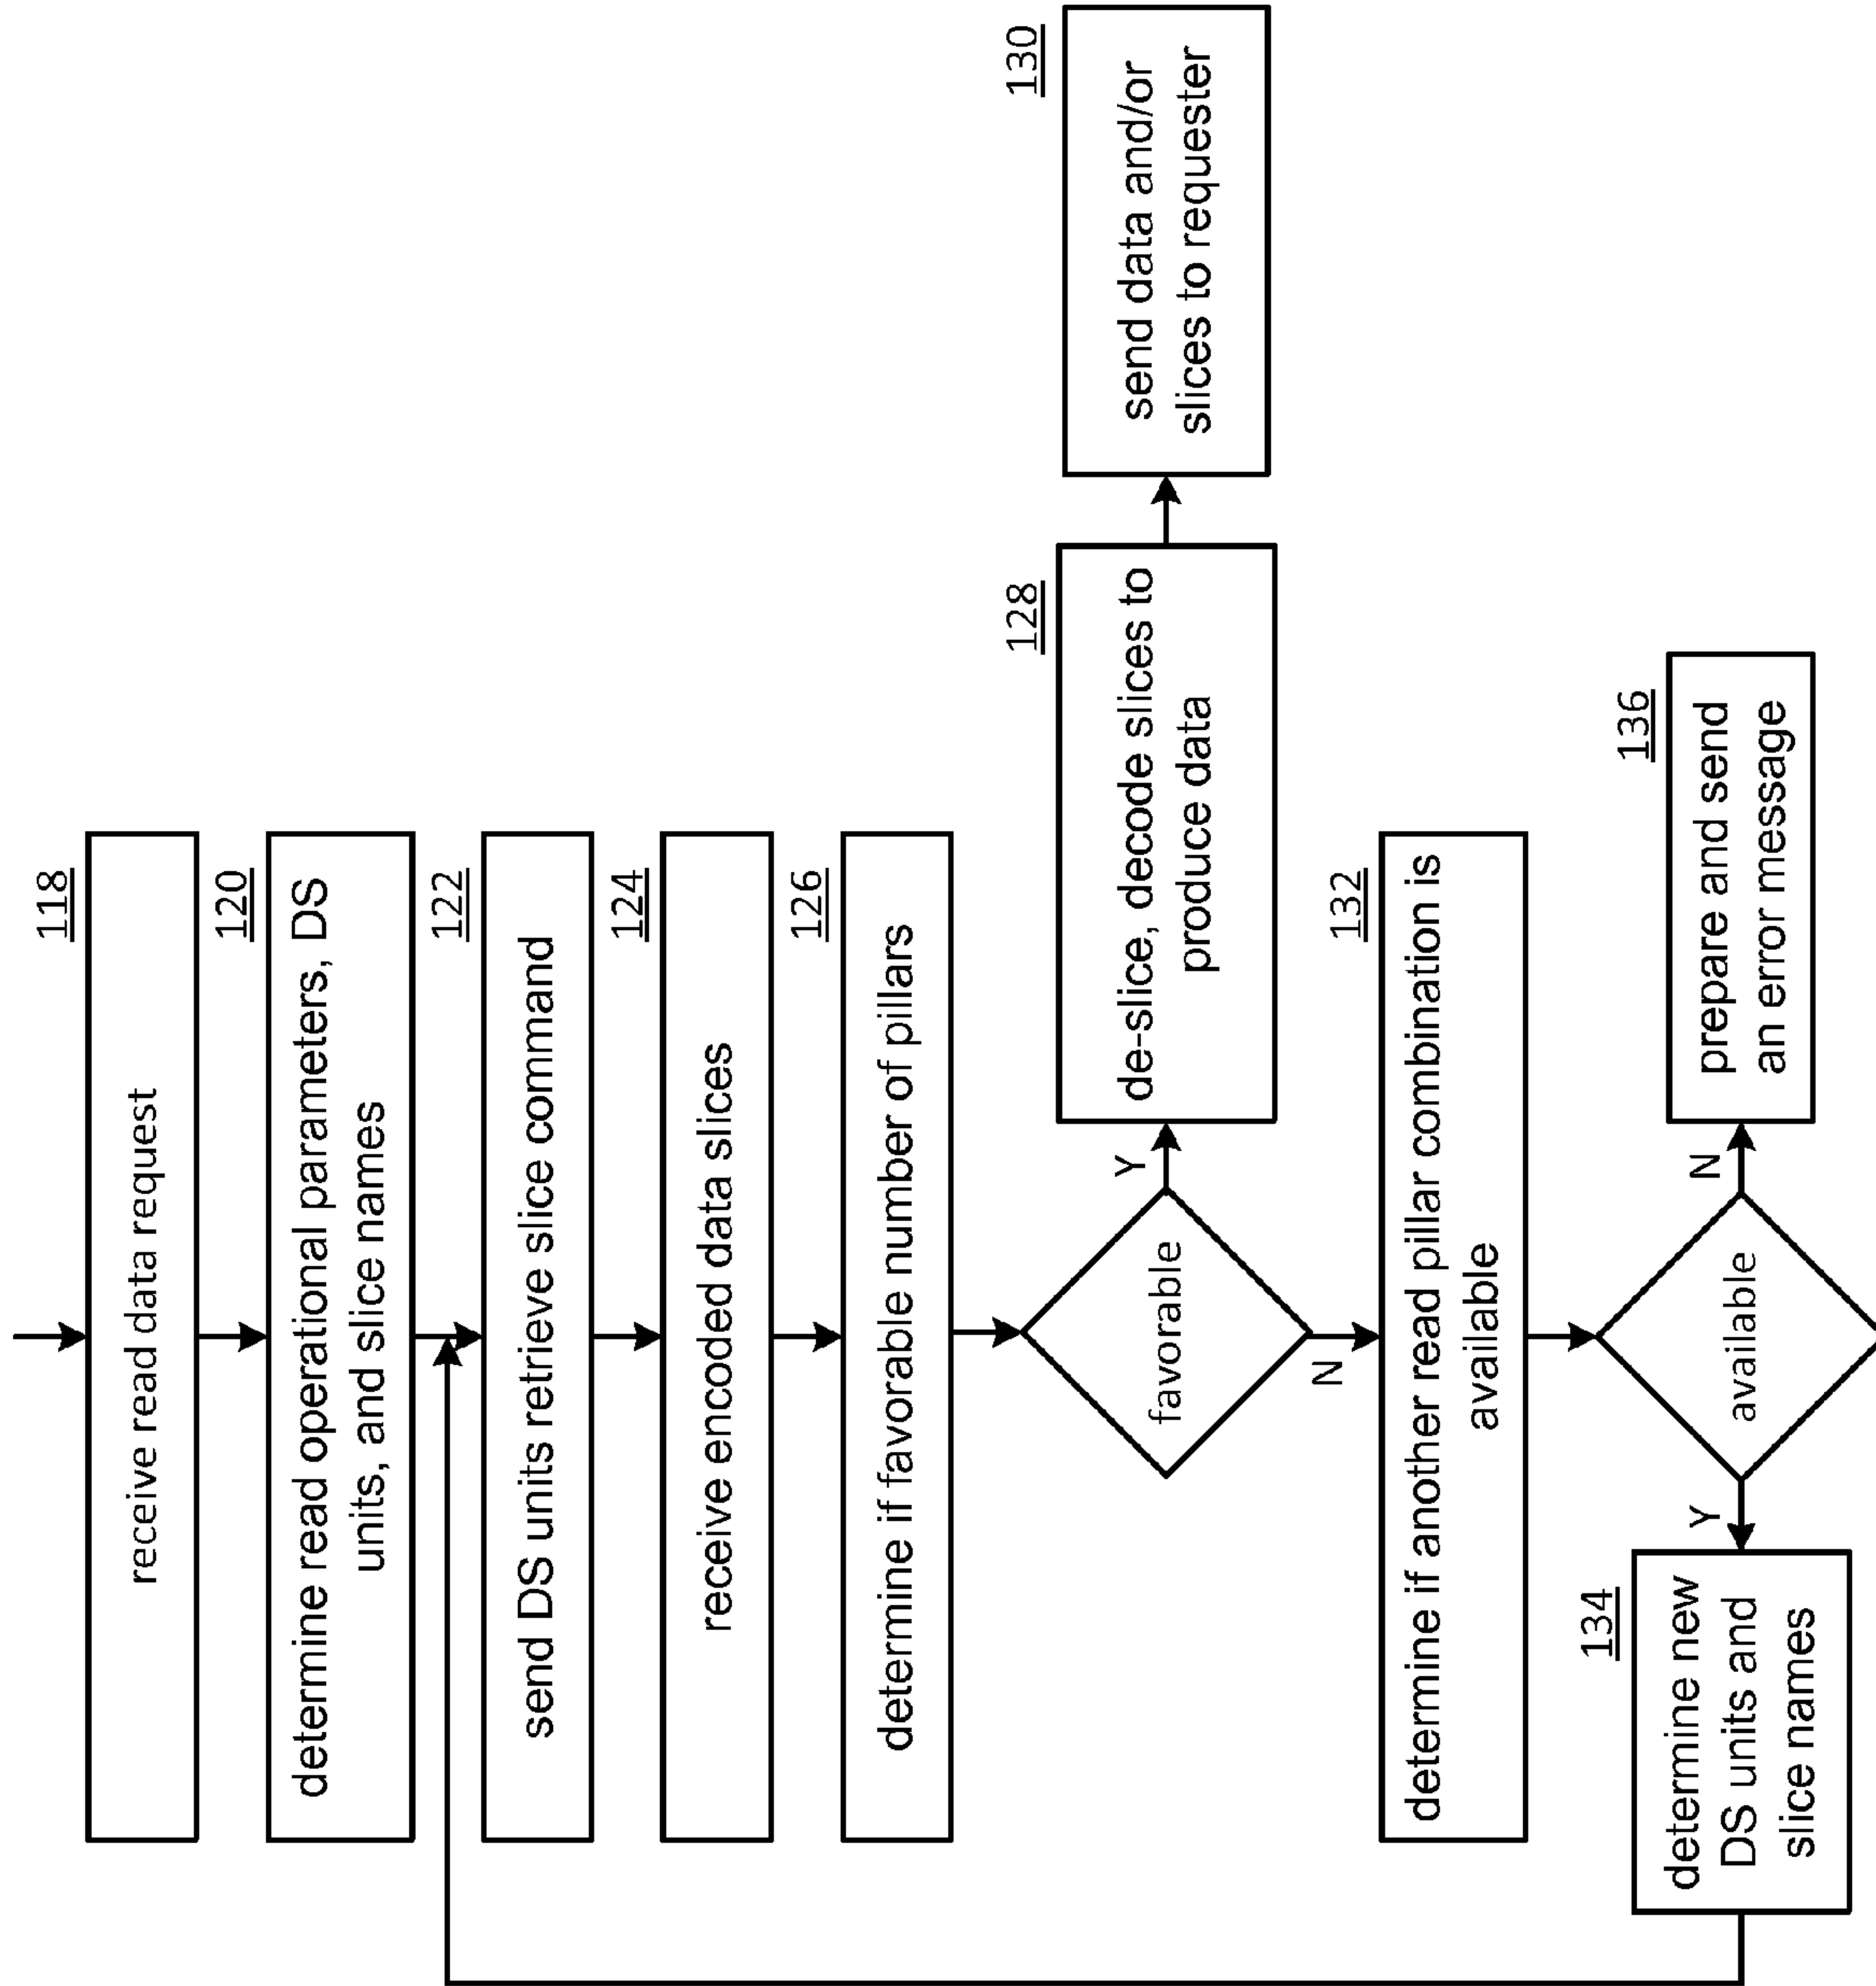 118
receive read data request
120
determine read operational parameters, DS
units, and slice names
122
send DS units retrieve slice command
124
receive encoded data slices
126
determine if favorable number of pillars
favorable
Y
N
128
de-slice, decode slices to
produce data
130
send data and/or
slices to requester
132
determine if another read pillar combination is
available
available
Y
N
134
determine new
DS units and
slice names
136
prepare and send
an error message